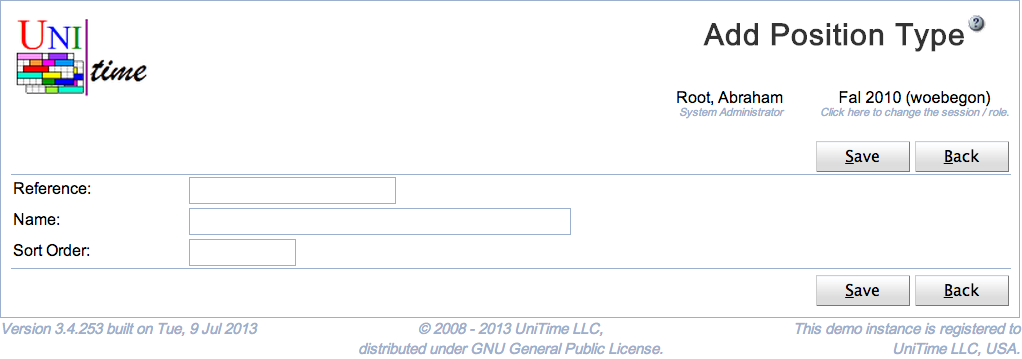 UNI
time
Add Position Type
?
Root, Abraham
Fal 2010 (woebegon)
System Administrator
Click here to change the session / role.
Save
Back
Reference:
Name:
Sort Order:
Save
Back
Version 3.4.253 built on Tue, 9 Jul 2013
© 2008 - 2013 UniTime LLC,
distributed under GNU General Public License.
This demo instance is registered to
UniTime LLC, USA.